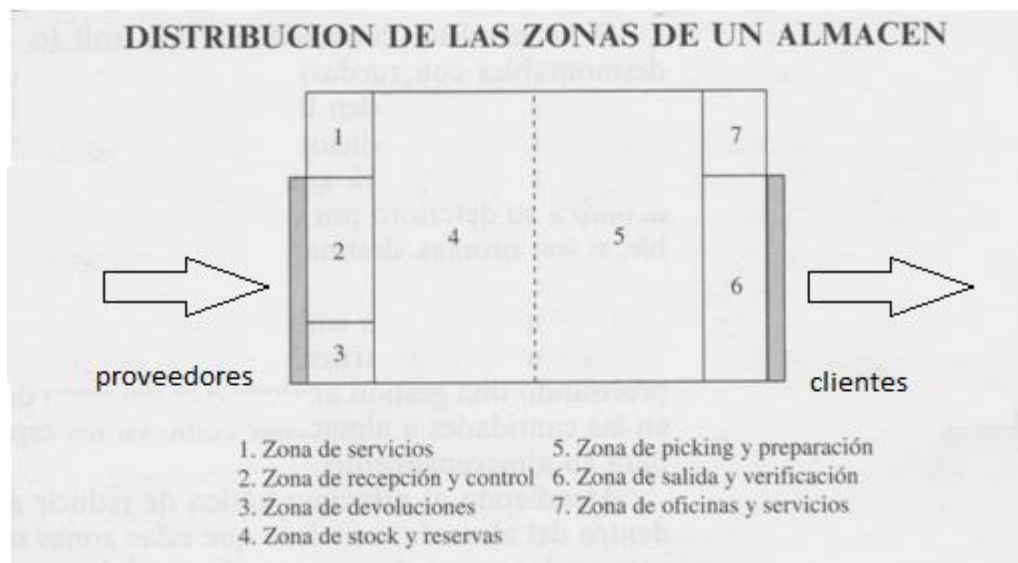 DISTRIBUCION DE LAS ZONAS DE UN ALMACEN
1
7
2
4
5
6
3
proveedores
clientes
1. Zona de servicios
2. Zona de recepción y control
3. Zona de devoluciones
4. Zona de stock y reservas
5. Zona de picking y preparación
6. Zona de salida y verificación
7. Zona de oficinas y servicios